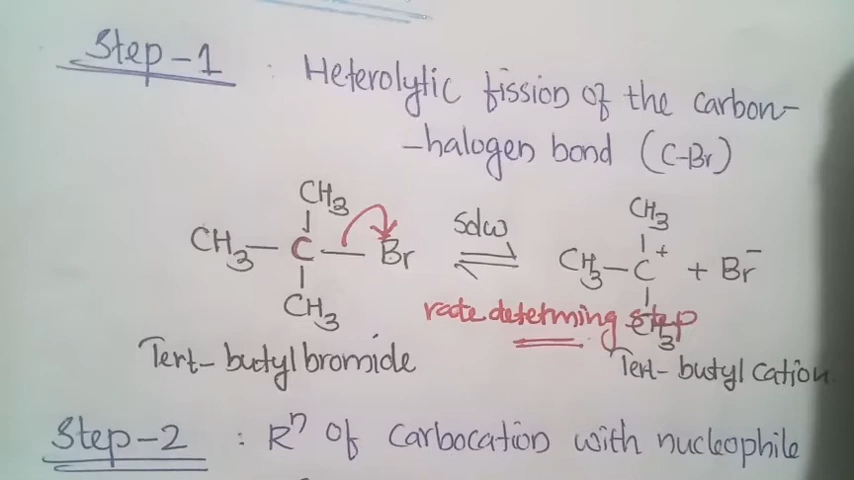 Step-1 : Heterolytic fission of the carbon-
-halogen bond (C-Br)
CH3 CH3
CH3-C-Br slow CH3-C+ + Br-
CH3 CH3
rate determing step
Tert-butyl bromide Tert-butyl cation
Step-2 : Rn Of Carbocation with nucleophile